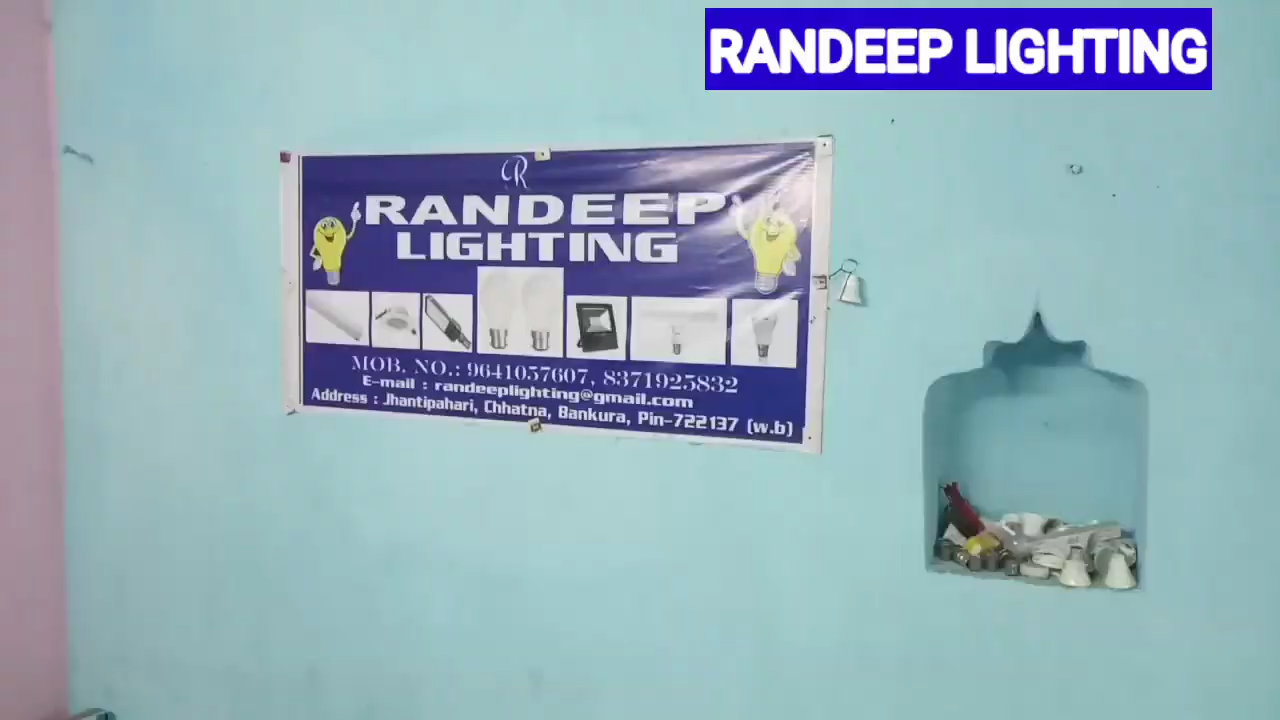 RANDEEP LIGHTING
R
RANDEEP
LIGHTING
MOB. NO.: 9641057607, 8371925832
E-mail : randeeplighting@gmail.com
Address : Jhantipahari, Chhatna, Bankura, Pin-722137 (w.b)